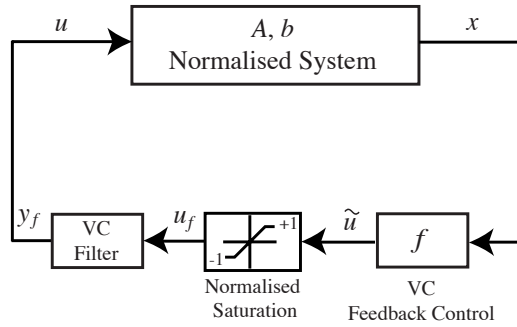 u
A, b
Normalised System
x
y_f
VC
Filter
u_f
+1
-1
Normalised
Saturation
ũ
f
VC
Feedback Control